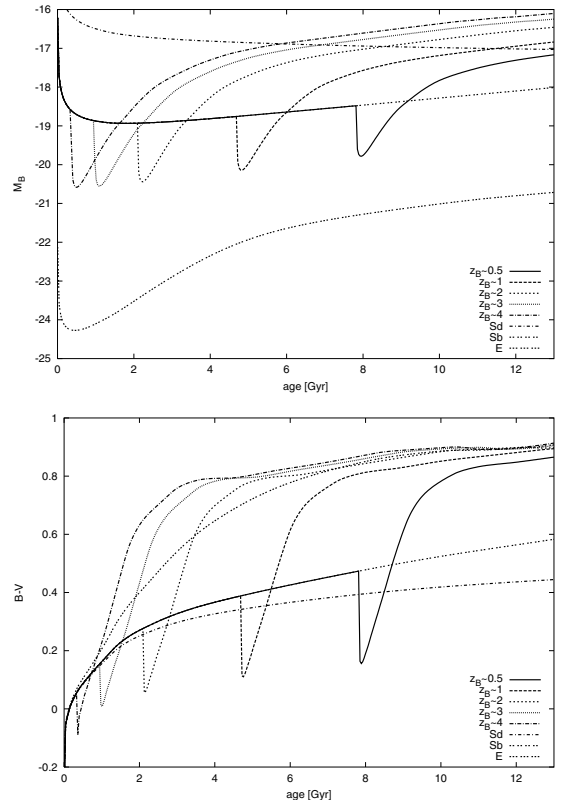 -16
-17
-18
-19
-20
-21
-22
-23
-24
-25
M_B
0 2 4 6 8 10 12
age [Gyr]
z_B~0.5
z_B~1
z_B~2
z_B~3
z_B~4
Sd
Sb
E
1
0.8
0.6
0.4
0.2
0
-0.2
B-V
0 2 4 6 8 10 12
age [Gyr]
z_B~0.5
z_B~1
z_B~2
z_B~3
z_B~4
Sd
Sb
E